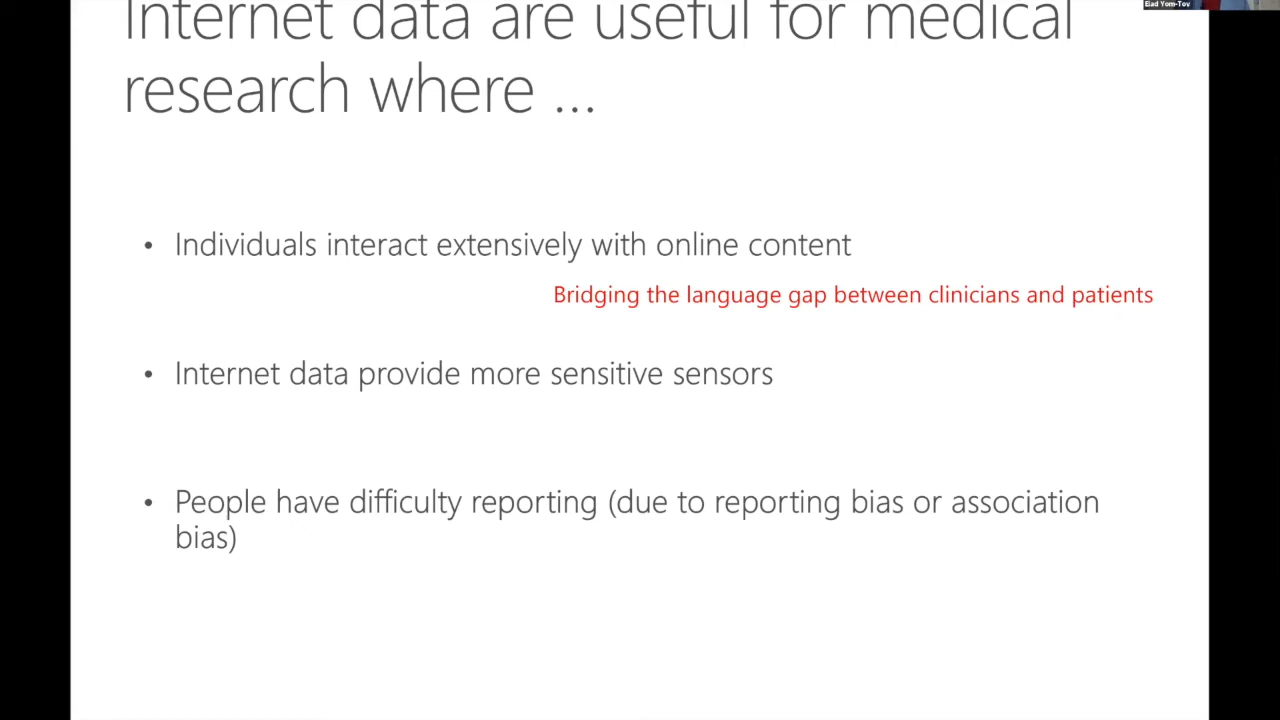 Elad Yom-Tov
Internet data are useful for medical
research where ...
• Individuals interact extensively with online content
Bridging the language gap between clinicians and patients
• Internet data provide more sensitive sensors
• People have difficulty reporting (due to reporting bias or association
bias)